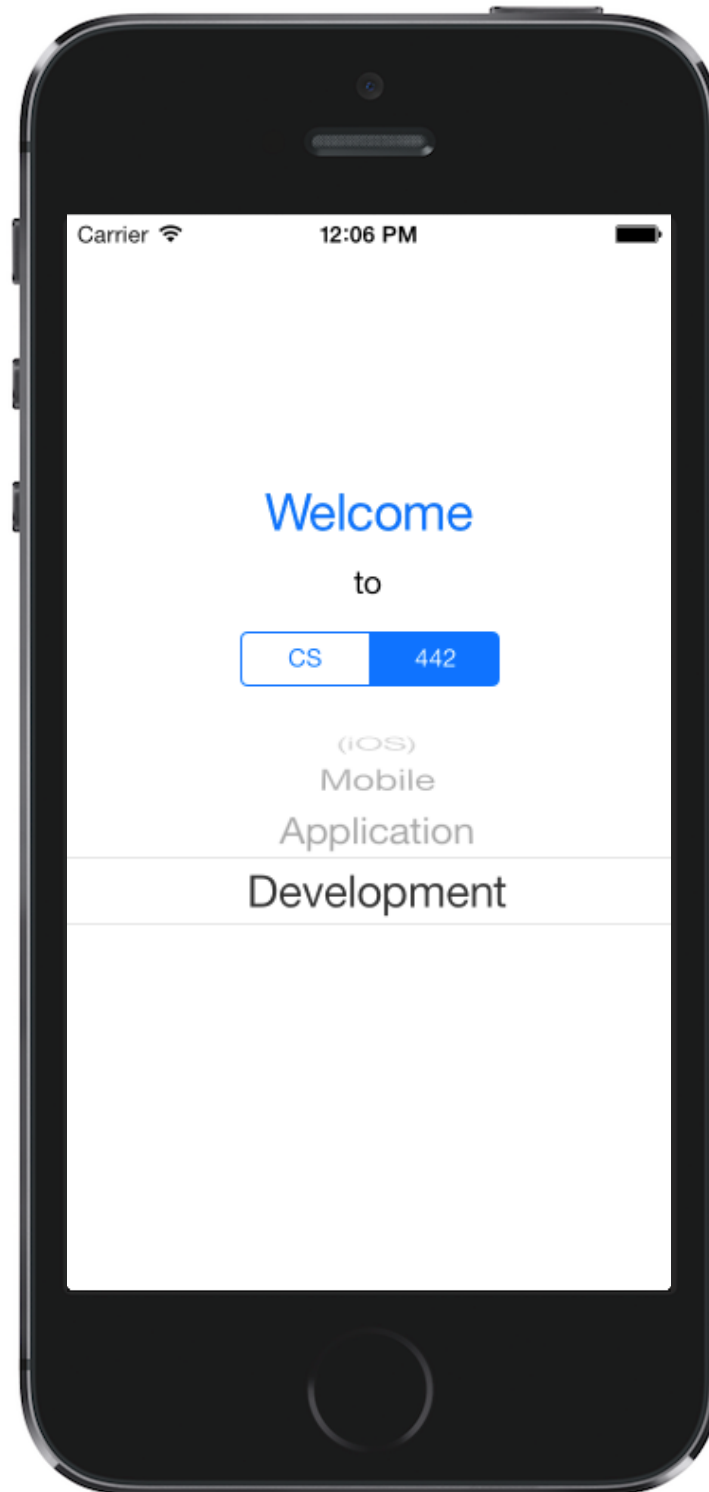 Carrier 12:06 PM
Welcome
to
CS 442
(iOS)
Mobile
Application
Development